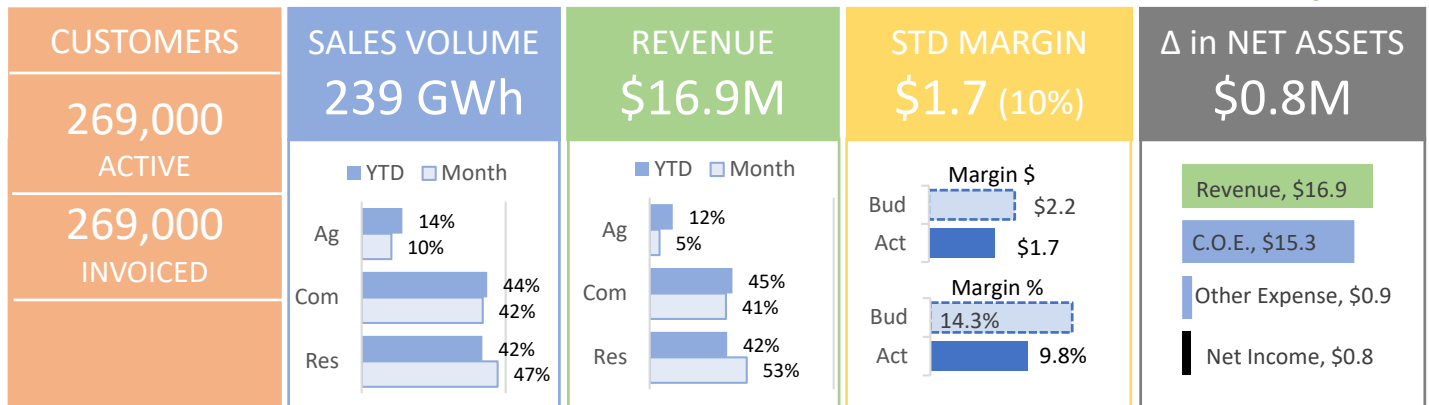 CUSTOMERS
269,000
ACTIVE
269,000
INVOICED
SALES VOLUME
239 GWh
YTD Month
Ag
14%
10%
Com
44%
42%
Res
42%
47%
REVENUE
$16.9M
YTD Month
Ag
12%
5%
Com
45%
41%
Res
42%
53%
STD MARGIN
$1.7 (10%)
Margin $
Bud $2.2
Act $1.7
Margin %
Bud 14.3%
Act 9.8%
Δ in NET ASSETS
$0.8M
Revenue, $16.9
C.O.E., $15.3
Other Expense, $0.9
Net Income, $0.8